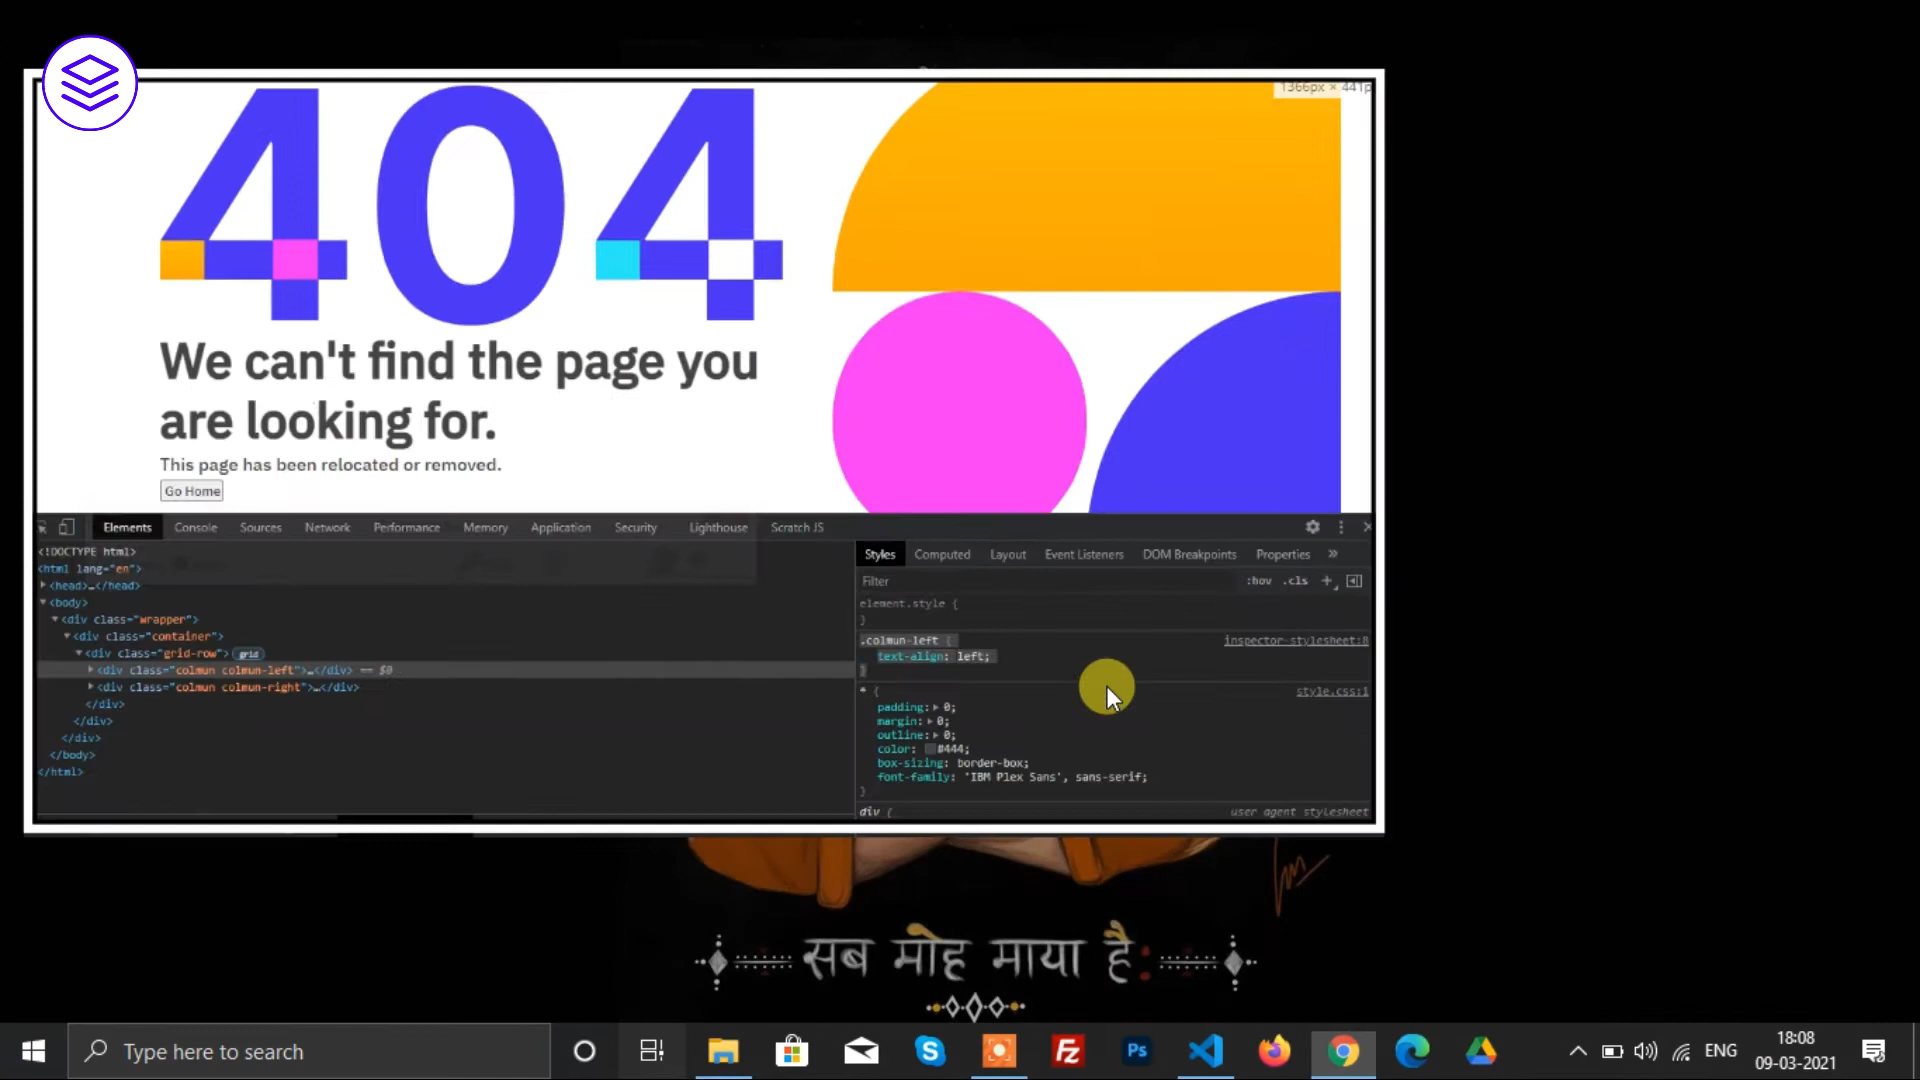 1366px × 441p
404
We can't find the page you
are looking for.
This page has been relocated or removed.
Go Home
Elements Console Sources Network Performance Memory Application Security Lighthouse Scratch JS
<!DOCTYPE html>
<html lang="en">
<head>…</head>
<body>
<div class="wrapper">
<div class="container">
<div class="grid-row"> grid
<div class="colmun colmun-left">…</div> == $0
<div class="colmun colmun-right">…</div>
</div>
</div>
</div>
</body>
</html>
Styles Computed Layout Event Listeners DOM Breakpoints Properties »
Filter :hov .cls +
element.style {
}
.colmun-left { inspector-stylesheet:8
text-align: left;
}
* { style.css:1
padding: 0;
margin: 0;
outline: 0;
color: #444;
box-sizing: border-box;
font-family: 'IBM Plex Sans', sans-serif;
}
div { user agent stylesheet
सब मोह माया है
Type here to search
Fz
Ps
ENG
18:08
09-03-2021